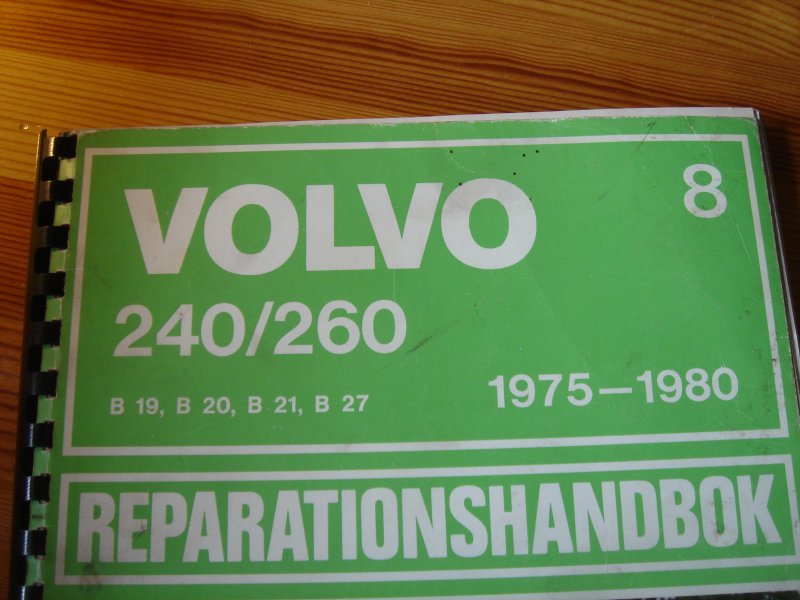 VOLVO 8
240/260
B 19, B 20, B 21, B 27 1975–1980
REPARATIONSHANDBOK